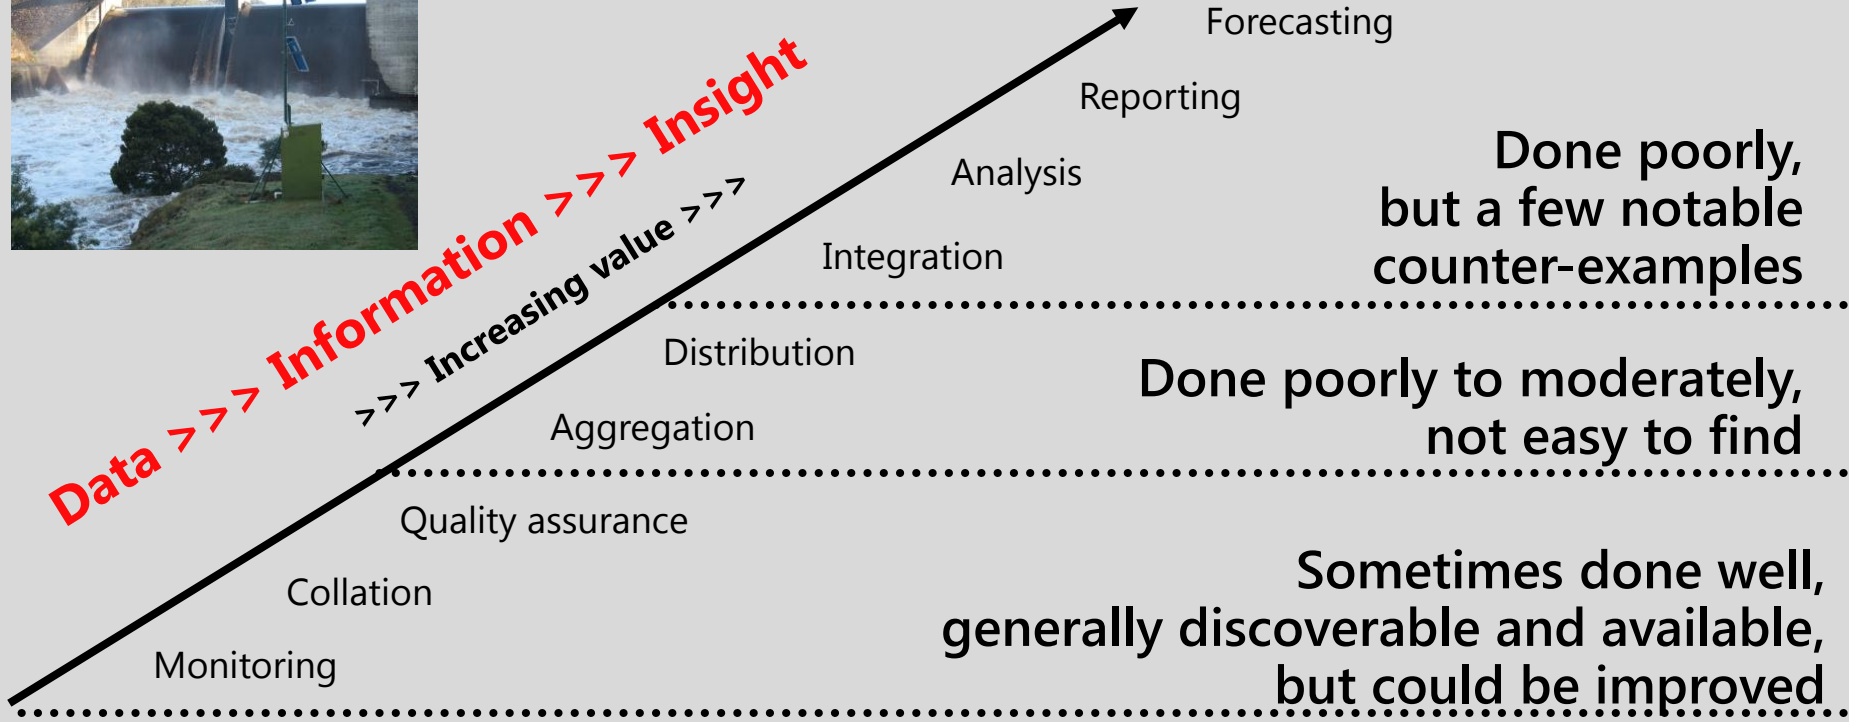 Forecasting
Reporting
Analysis
Integration
Distribution
Aggregation
Quality assurance
Collation
Monitoring
Data >>> Information >>> Insight
>>> Increasing value >>>
Done poorly,
but a few notable
counter-examples
Done poorly to moderately,
not easy to find
Sometimes done well,
generally discoverable and available,
but could be improved